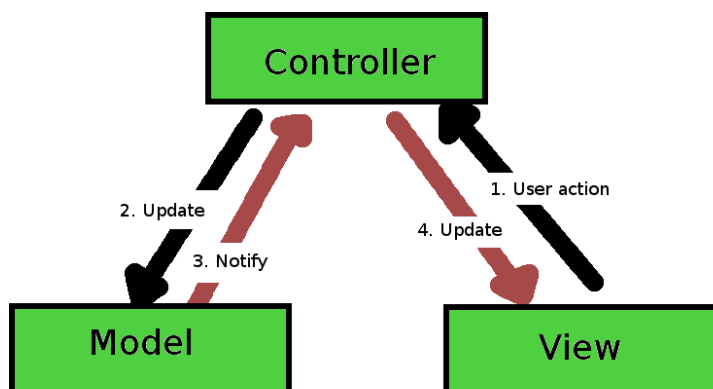 Controller
1. User action
2. Update
4. Update
3. Notify
Model
View